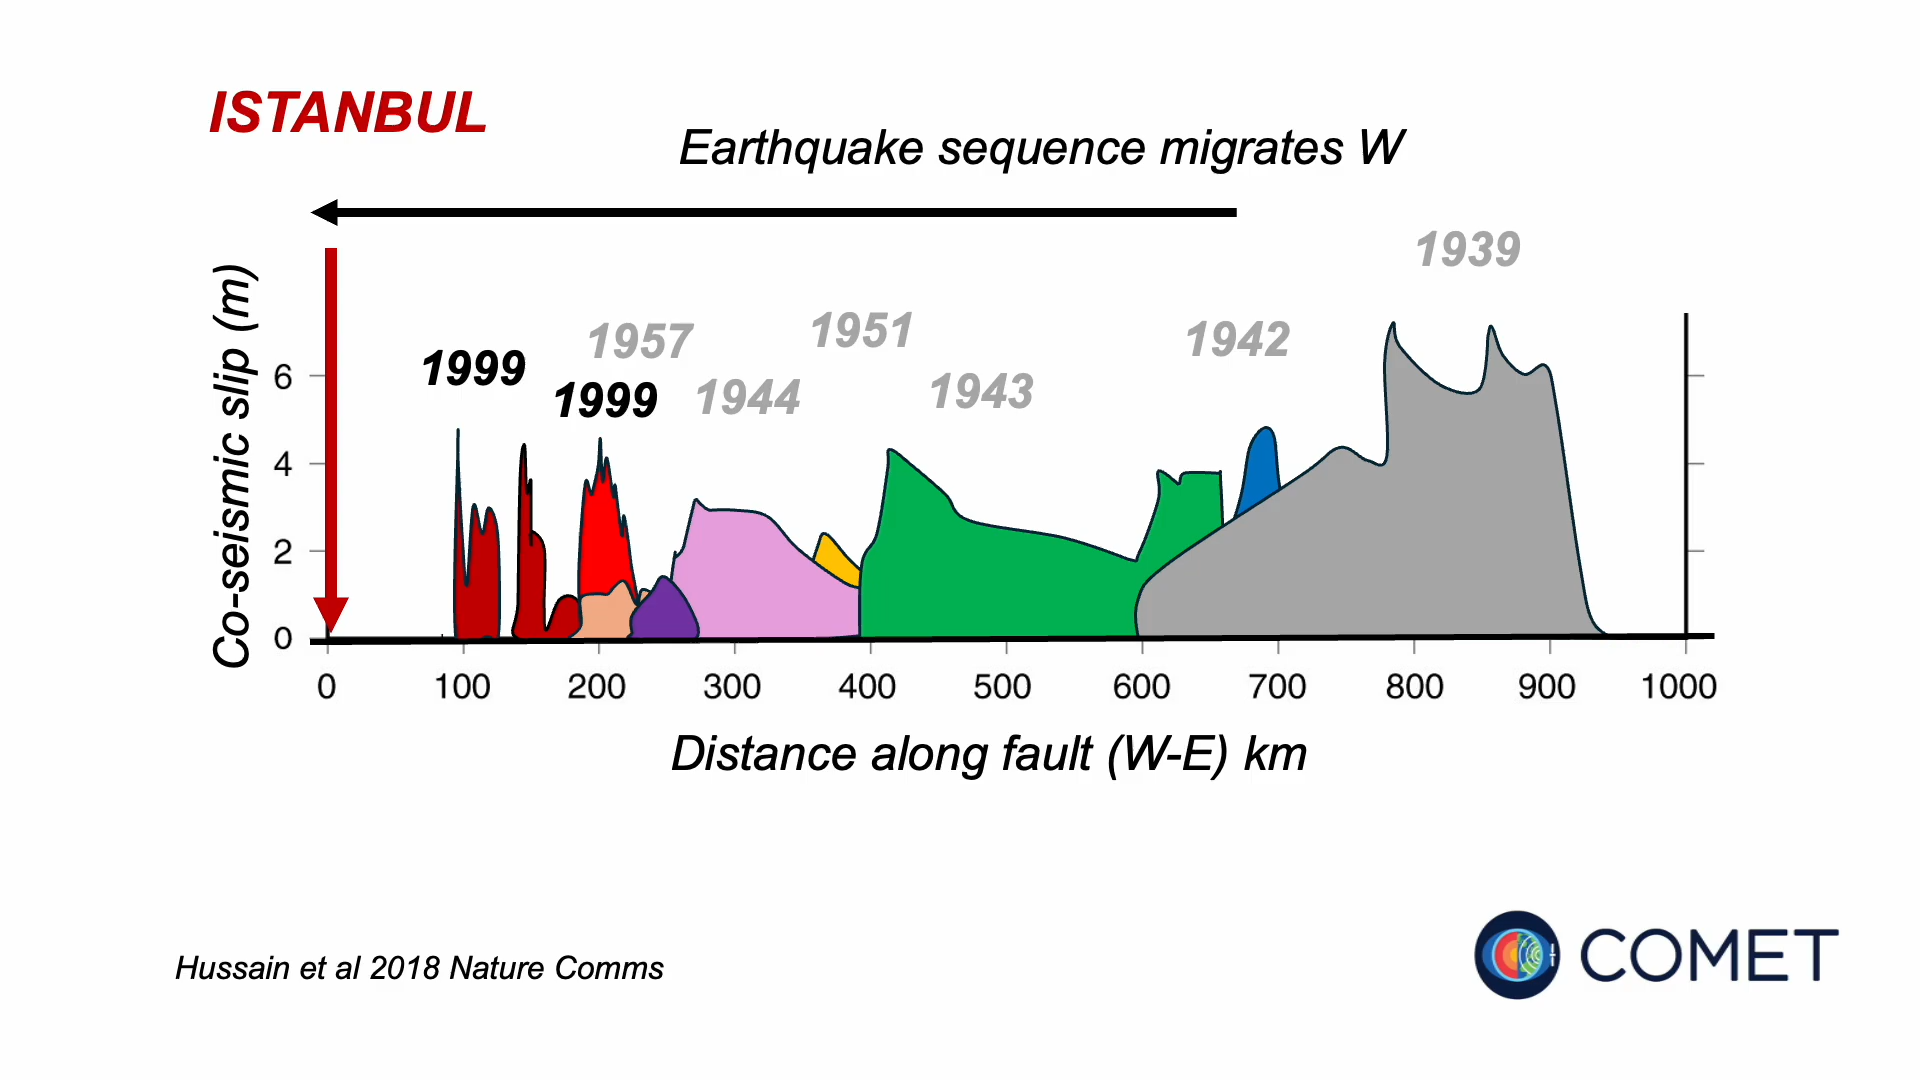 ISTANBUL
Earthquake sequence migrates W
1939
1951
1942
1957
1999
1944
1943
1999
Co-seismic slip (m)
6
4
2
0
0 100 200 300 400 500 600 700 800 900 1000
Distance along fault (W-E) km
Hussain et al 2018 Nature Comms
COMET